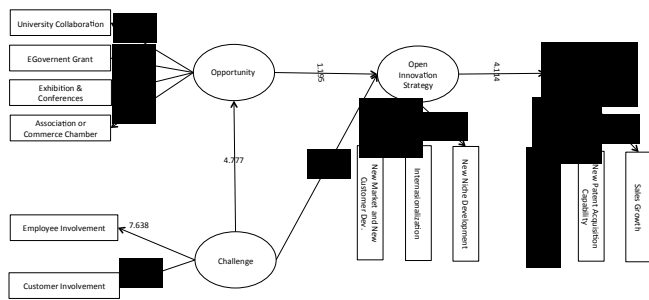 University Collaboration
EGovernent Grant
Exhibition &
Conferences
Association or
Commerce Chamber
Opportunity
1.195
Open
Innovation
Strategy
4.114
4.777
Employee Involvement
7.638
Customer Involvement
Challenge
New Market and New
Customer Dev.
Internasionalization
New Niche Development
New Patent Acquisition
Capability
Sales Growth